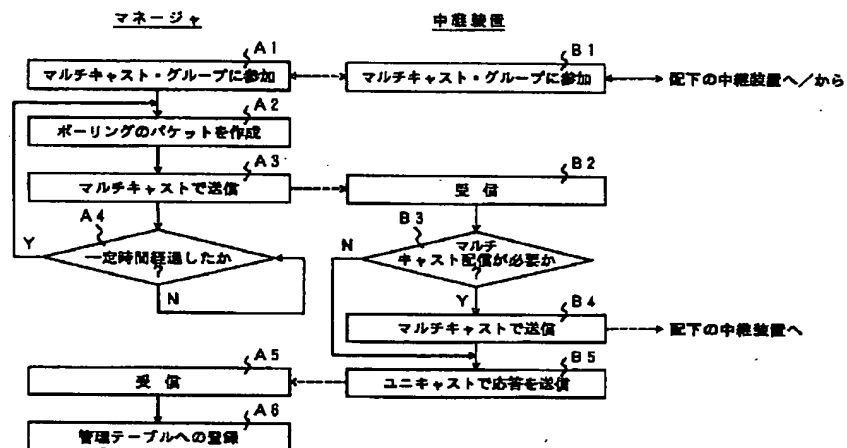 マネージャ
中継装置
A1
B1
マルチキャスト・グループに参加
マルチキャスト・グループに参加
配下の中継装置へ/から
A2
ポーリングのパケットを作成
A3
B2
マルチキャストで送信
受 信
A4
B3
Y
一定時間経過したか
?
N
N
マルチ
キャスト配信が必要か
?
Y
B4
マルチキャストで送信
配下の中継装置へ
A5
B5
受 信
ユニキャストで応答を送信
A6
管理テーブルへの登録